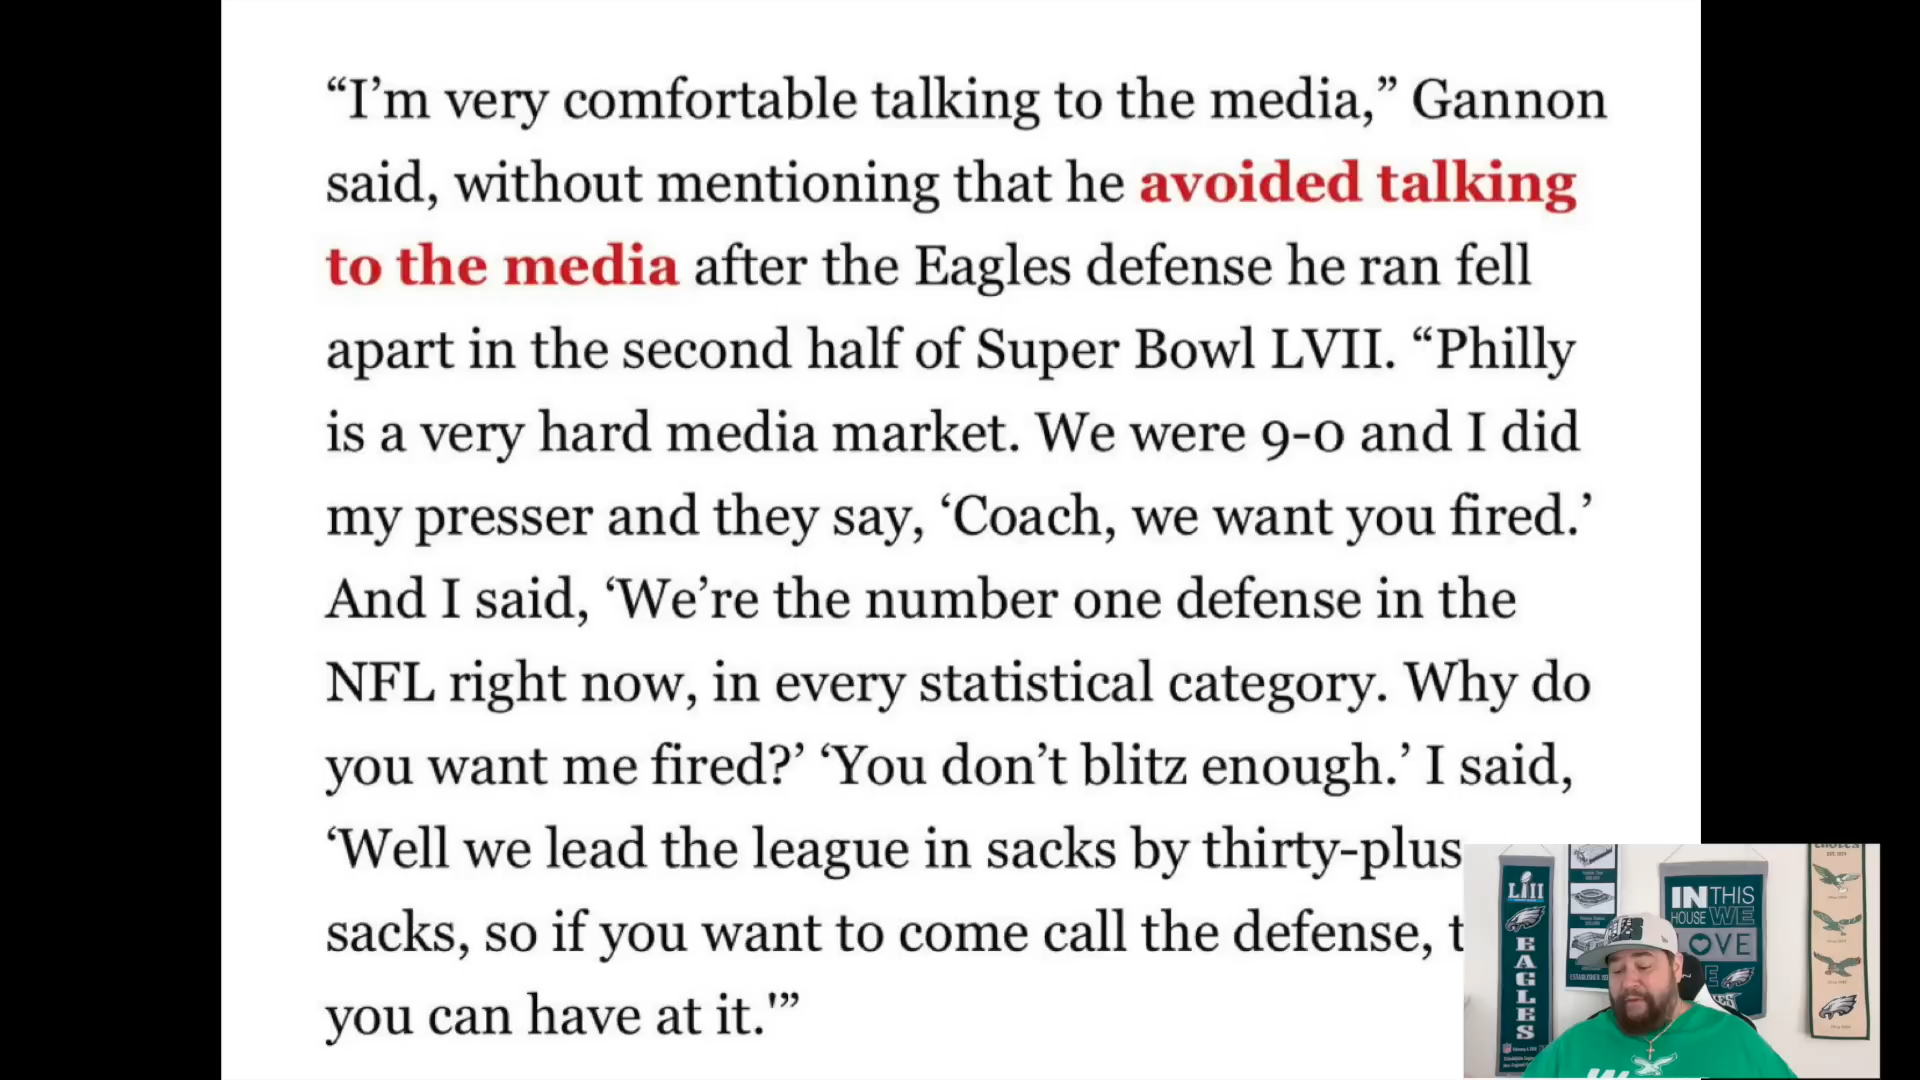 “I’m very comfortable talking to the media,” Gannon
said, without mentioning that he avoided talking
to the media after the Eagles defense he ran fell
apart in the second half of Super Bowl LVII. “Philly
is a very hard media market. We were 9-0 and I did
my presser and they say, ‘Coach, we want you fired.’
And I said, ‘We’re the number one defense in the
NFL right now, in every statistical category. Why do
you want me fired?’ ‘You don’t blitz enough.’ I said,
‘Well we lead the league in sacks by thirty-plus
sacks, so if you want to come call the defense, t
you can have at it.'”
LII
EAGLES
IN THIS
HOUSE WE
LOVE